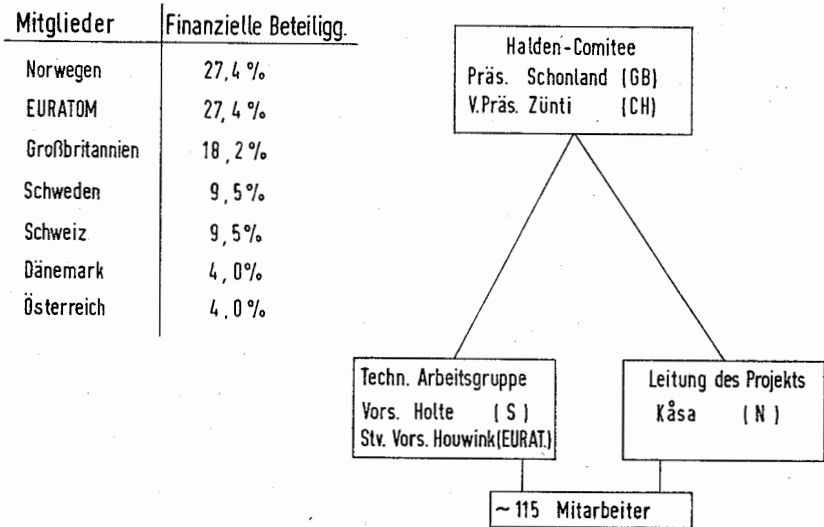 Mitglieder Finanzielle Beteiligg.
Norwegen 27,4 %
EURATOM 27,4 %
Großbritannien 18,2 %
Schweden 9,5 %
Schweiz 9,5 %
Dänemark 4,0 %
Österreich 4,0 %
Halden-Comitee
Präs. Schonland (GB)
V.Präs. Zünti (CH)
Techn. Arbeitsgruppe
Vors. Holte (S)
Stv. Vors. Houwink (EURAT.)
Leitung des Projekts
Kåsa (N)
~ 115 Mitarbeiter